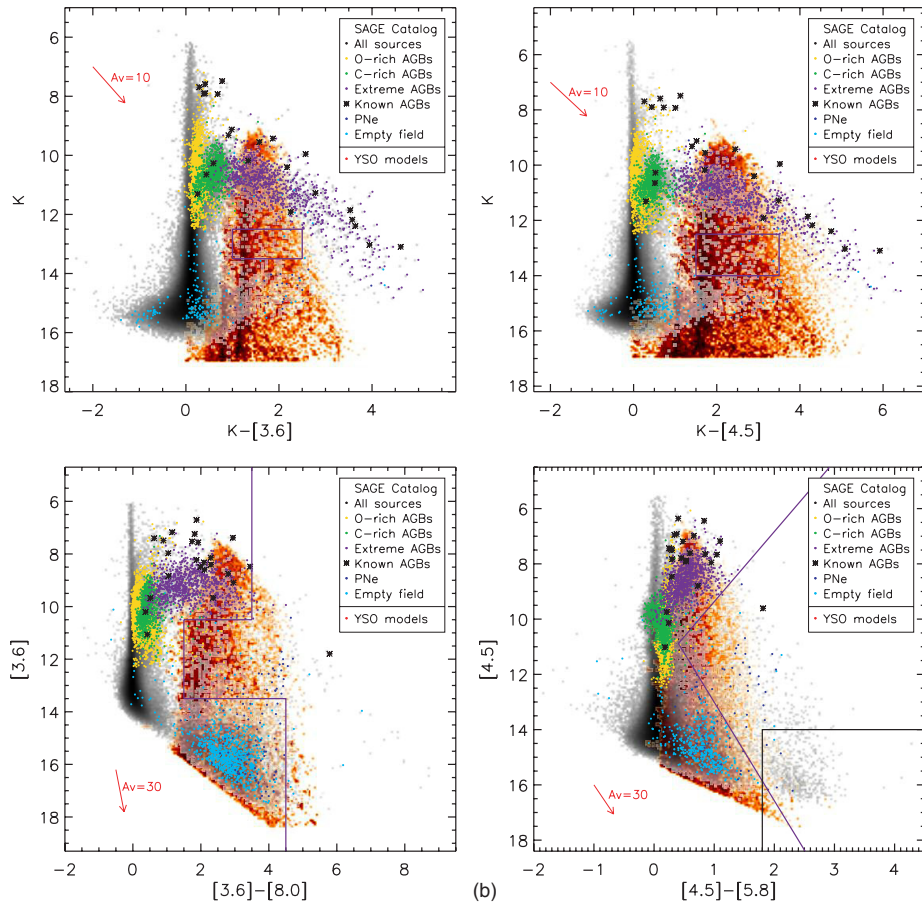 6
8
10
12
14
16
18
K
−2
0
2
4
K−[3.6]
Av=10
SAGE Catalog
All sources
O-rich AGBs
C-rich AGBs
Extreme AGBs
Known AGBs
PNe
Empty field
YSO models
6
8
10
12
14
16
18
K
−2
0
2
4
6
K−[4.5]
Av=10
SAGE Catalog
All sources
O-rich AGBs
C-rich AGBs
Extreme AGBs
Known AGBs
PNe
Empty field
YSO models
6
8
10
12
14
16
18
[3.6]
−2
0
2
4
6
8
[3.6]−[8.0]
Av=30
SAGE Catalog
All sources
O-rich AGBs
C-rich AGBs
Extreme AGBs
Known AGBs
PNe
Empty field
YSO models
6
8
10
12
14
16
18
[4.5]
−2
−1
0
1
2
3
4
[4.5]−[5.8]
Av=30
SAGE Catalog
All sources
O-rich AGBs
C-rich AGBs
Extreme AGBs
Known AGBs
PNe
Empty field
YSO models
(b)